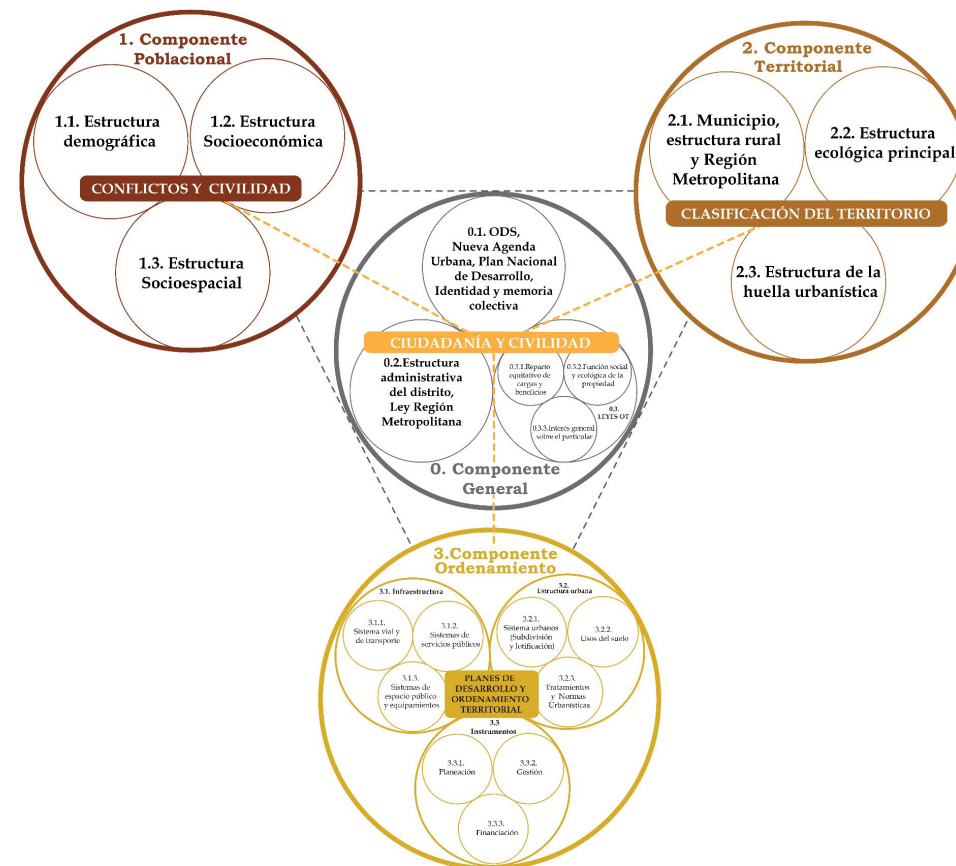 1. Componente
Poblacional
1.1. Estructura
demográfica
1.2. Estructura
Socioeconómica
CONFLICTOS Y CIVILIDAD
1.3. Estructura
Socioespacial
2. Componente
Territorial
2.1. Municipio,
estructura rural
y Región
Metropolitana
2.2. Estructura
ecológica principal
CLASIFICACIÓN DEL TERRITORIO
2.3. Estructura de la
huella urbanística
0.1. ODS,
Nueva Agenda
Urbana, Plan Nacional
de Desarrollo,
Identidad y memoria
colectiva
CIUDADANÍA Y CIVILIDAD
0.2.Estructura
administrativa
del distrito,
Ley Región
Metropolitana
0.3.1.Reparto
equitativo de
cargas y
beneficios
0.3.2.Función social
y ecológica de la
propiedad
0.3.
LEYES OT
0.3.3.Interés general
sobre el particular
0. Componente
General
3.Componente
Ordenamiento
3.1. Infraestructura
3.1.1.
Sistema vial y
de transporte
3.1.2.
Sistemas de
servicios públicos
3.1.3.
Sistemas de
espacio público
y equipamientos
3.2.
Estructura urbana
3.2.1.
Sistema urbanos
(Subdivisión
y lotificación)
3.2.2.
Usos del suelo
3.2.3.
Tratamientos
y Normas
Urbanísticas
PLANES DE
DESARROLLO Y
ORDENAMIENTO
TERRITORIAL
3.3
Instrumentos
3.3.1.
Planeación
3.3.2.
Gestión
3.3.3.
Financiación